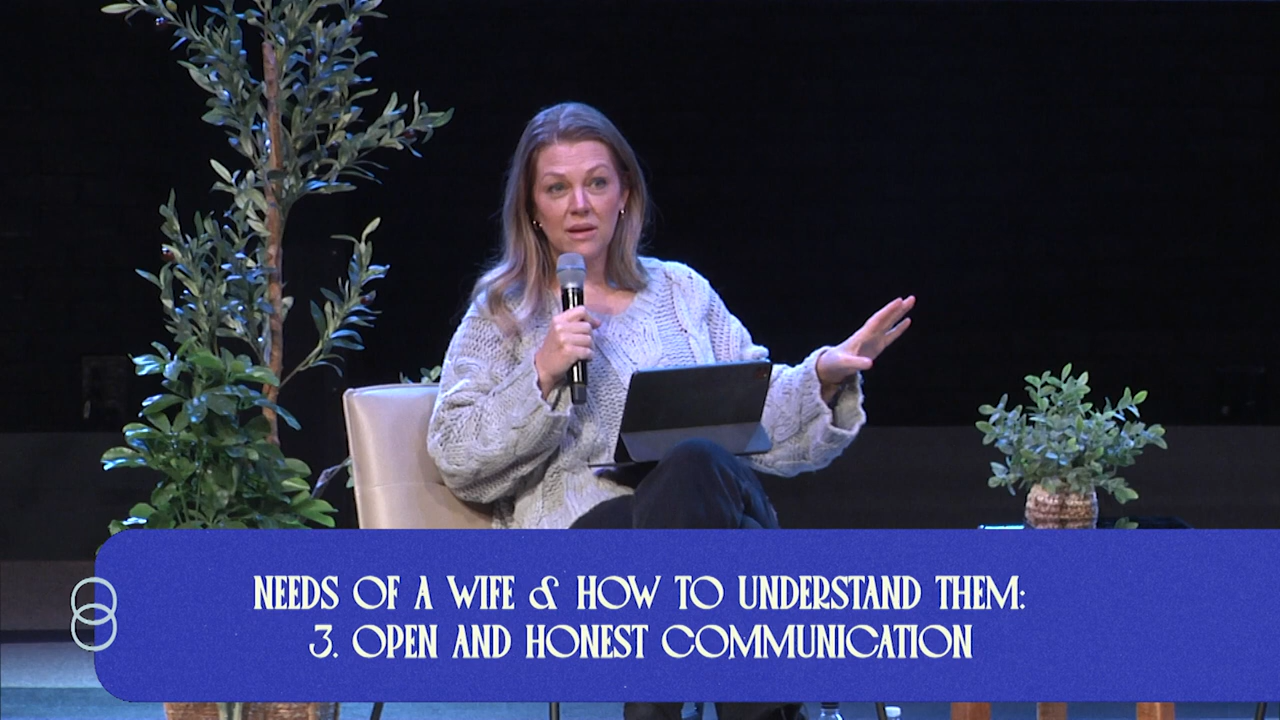 NEEDS OF A WIFE & HOW TO UNDERSTAND THEM:
3. OPEN AND HONEST COMMUNICATION